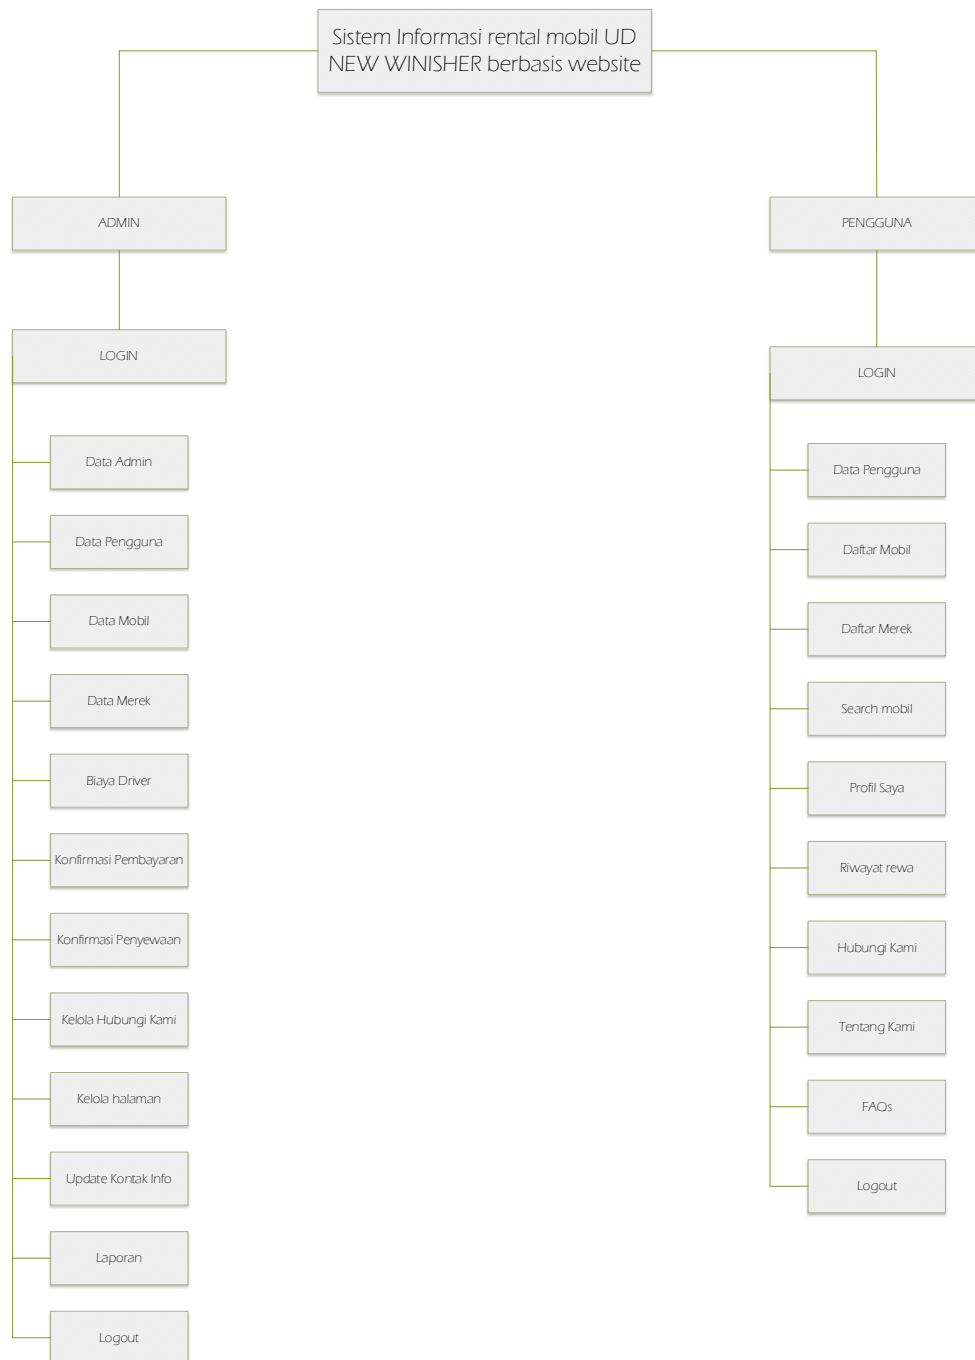 Sistem Informasi rental mobil UD
NEW WINISHER berbasis website
ADMIN
LOGIN
Data Admin
Data Pengguna
Data Mobil
Data Merek
Biaya Driver
Konfirmasi Pembayaran
Konfirmasi Penyewaan
Kelola Hubungi Kami
Kelola halaman
Update Kontak Info
Laporan
Logout
PENGGUNA
LOGIN
Data Pengguna
Daftar Mobil
Daftar Merek
Search mobil
Profil Saya
Riwayat rewa
Hubungi Kami
Tentang Kami
FAQs
Logout